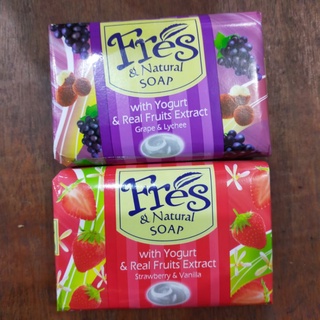 Fres
& Natural
SOAP
with Yogurt
& Real Fruits Extract
Grape & Lychee
Fres
& Natural
SOAP
with Yogurt
& Real Fruits Extract
Strawberry & Vanilla